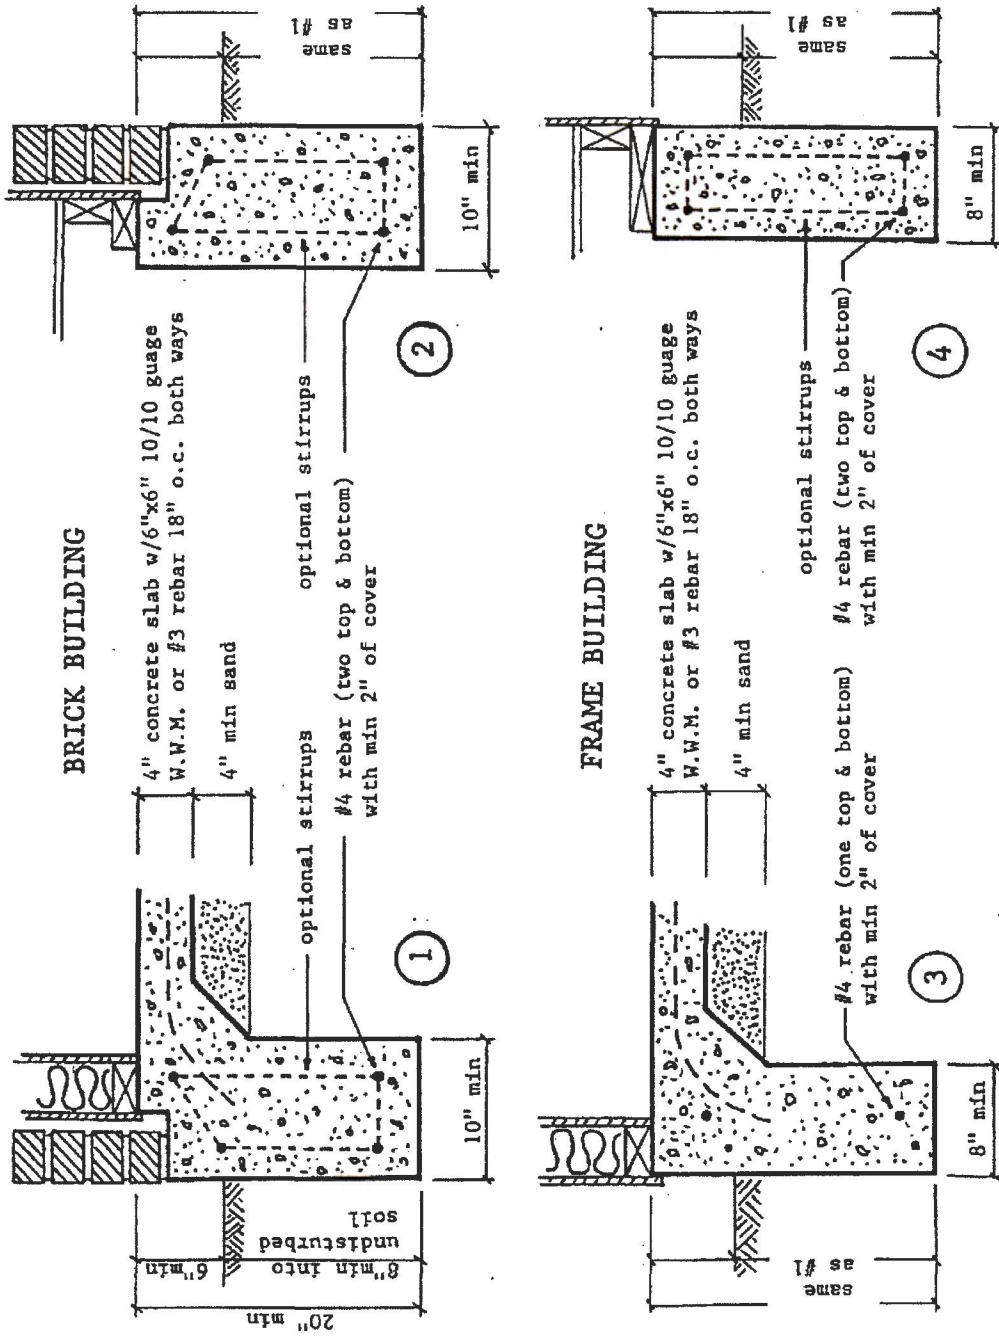 BRICK BUILDING
4" concrete slab w/6"x6" 10/10 guage
W.W.M. or #3 rebar 18" o.c. both ways
4" min sand
optional stirrups
optional stirrups
#4 rebar (two top & bottom)
with min 2" of cover
20" min
6"min
8"min into
undisturbed
soil
10" min
1
same
as #1
10" min
2
FRAME BUILDING
4" concrete slab w/6"x6" 10/10 guage
W.W.M. or #3 rebar 18" o.c. both ways
4" min sand
optional stirrups
#4 rebar (one top & bottom)
with min 2" of cover
#4 rebar (two top & bottom)
with min 2" of cover
same
as #1
8" min
3
same
as #1
8" min
4